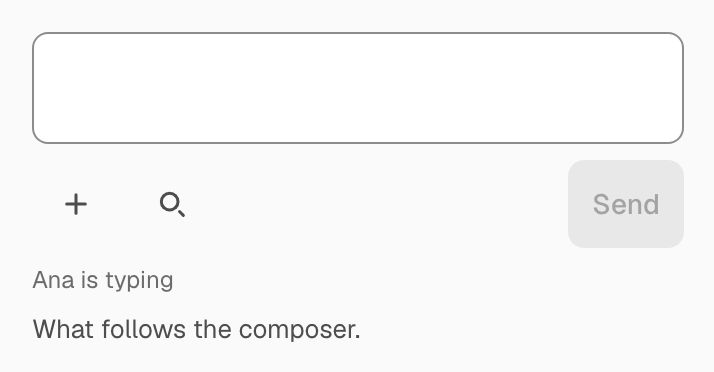 Send
Ana is typing
What follows the composer.